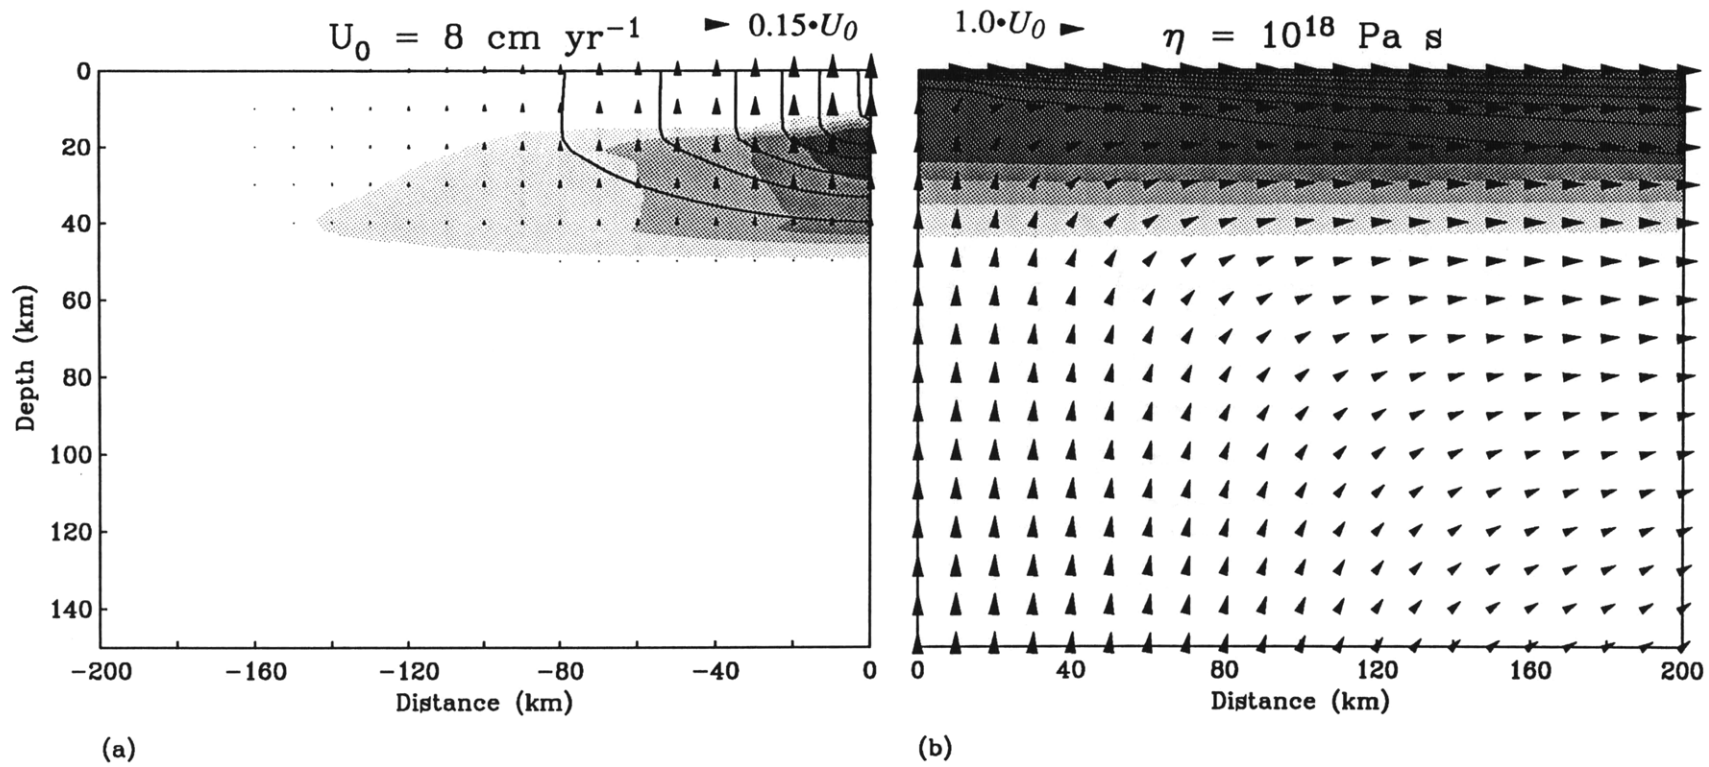 U₀ = 8 cm yr⁻¹ 0.15•U₀
1.0•U₀ η = 10¹⁸ Pa s
0
20
40
60
80
100
120
140
Depth (km)
-200 -160 -120 -80 -40 0
Distance (km)
0 40 80 120 160 200
Distance (km)
(a)
(b)